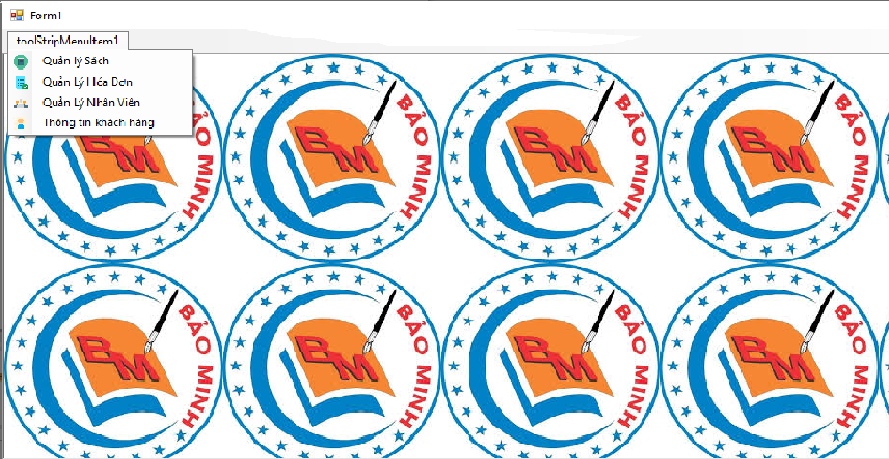 Form1
toolStripMenuItem1
Quản lý Sách
Quản Lý Hóa Đơn
Quản Lý Nhân Viên
Thông tin khách hàng
BM
BẢO MINH
BM
BẢO MINH
BM
BẢO MINH
BM
BẢO MINH
BM
BẢO MINH
BM
BẢO MINH
BM
BẢO MINH
BM
BẢO MINH